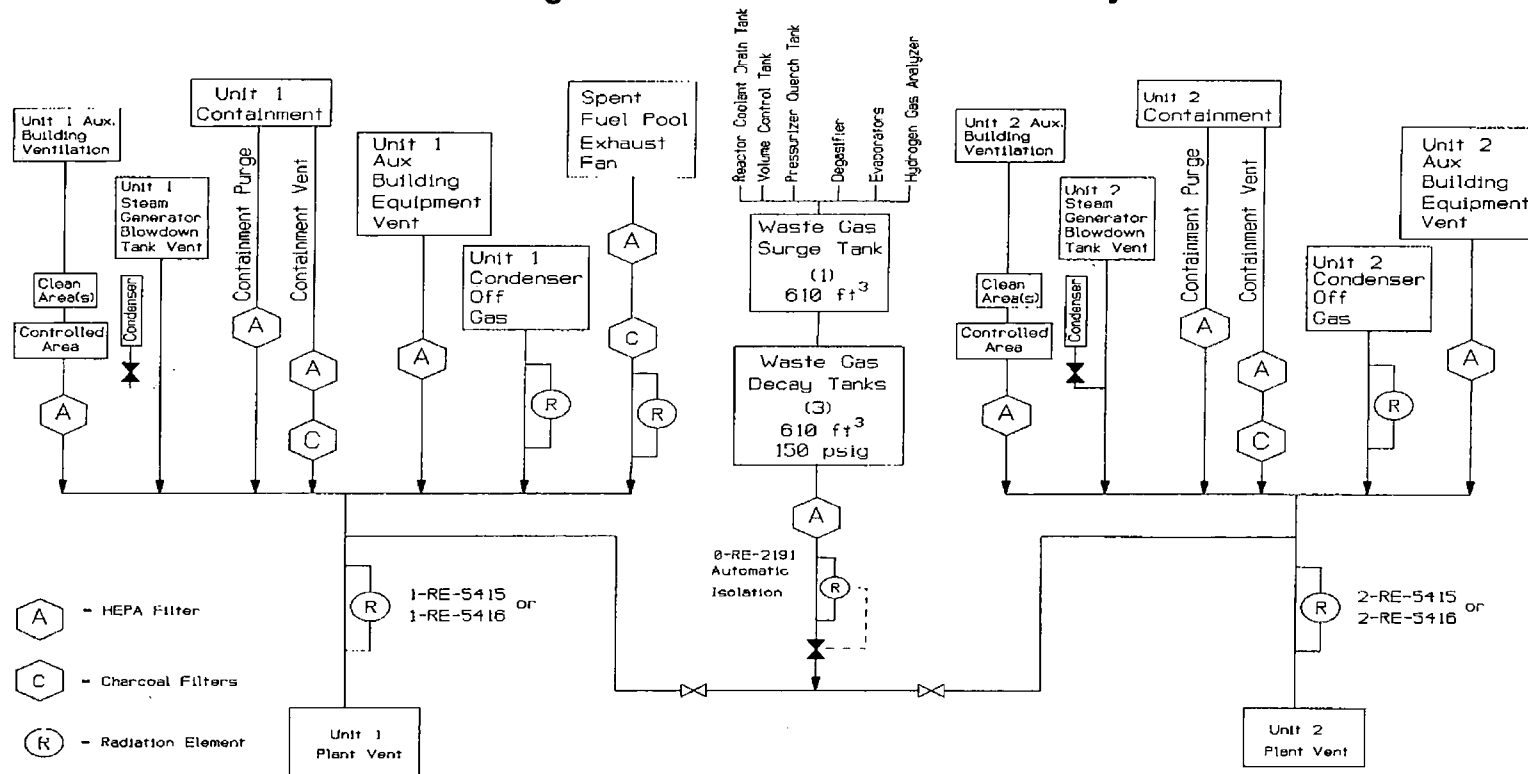 Reactor Coolant Drain Tank
Volume Control Tank
Pressurizer Quench Tank
Degasifier
Evaporators
Hydrogen Gas Analyzer
Unit 1 Aux.
Building
Ventilation
Clean
Area(s)
Controlled
Area
A
Condenser
Unit 1
Steam
Generator
Blowdown
Tank Vent
Unit 1
Containment
Containment Purge
Containment Vent
A
A
C
Unit 1
Aux
Building
Equipment
Vent
A
Unit 1
Condenser
Off
Gas
R
Spent
Fuel Pool
Exhaust
Fan
A
C
R
Waste Gas
Surge Tank
(1)
610 ft³
Waste Gas
Decay Tanks
(3)
610 ft³
150 psig
A
0-RE-2191
Automatic
Isolation
R
Unit 2 Aux.
Building
Ventilation
Clean
Area(s)
Controlled
Area
A
Condenser
Unit 2
Steam
Generator
Blowdown
Tank Vent
Unit 2
Containment
Containment Purge
Containment Vent
A
A
C
Unit 2
Condenser
Off
Gas
R
Unit 2
Aux
Building
Equipment
Vent
A
R
1-RE-5415 or
1-RE-5416
R
2-RE-5415 or
2-RE-5416
A - HEPA Filter
C - Charcoal Filters
R - Radiation Element
Unit 1
Plant Vent
Unit 2
Plant Vent